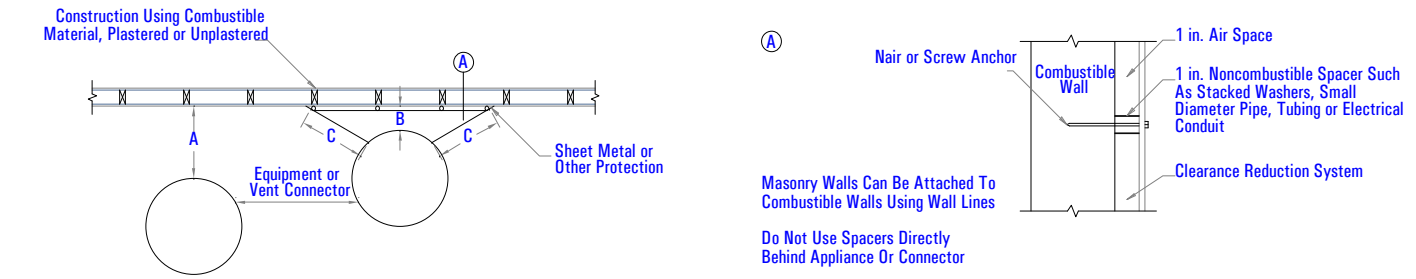 Construction Using Combustible
Material, Plastered or Unplastered
A
B
A
C
C
Sheet Metal or
Other Protection
Equipment or
Vent Connector
A
Nair or Screw Anchor
Combustible
Wall
1 in. Air Space
1 in. Noncombustible Spacer Such
As Stacked Washers, Small
Diameter Pipe, Tubing or Electrical
Conduit
Clearance Reduction System
Masonry Walls Can Be Attached To
Combustible Walls Using Wall Lines
Do Not Use Spacers Directly
Behind Appliance Or Connector